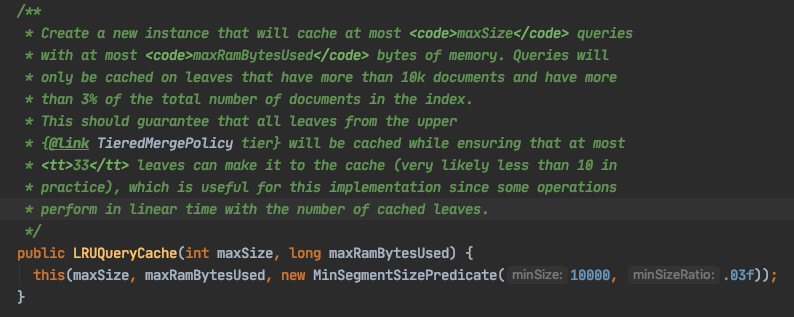 /**
* Create a new instance that will cache at most <code>maxSize</code> queries
* with at most <code>maxRamBytesUsed</code> bytes of memory. Queries will
* only be cached on leaves that have more than 10k documents and have more
* than 3% of the total number of documents in the index.
* This should guarantee that all leaves from the upper
* {@link TieredMergePolicy tier} will be cached while ensuring that at most
* <tt>33</tt> leaves can make it to the cache (very likely less than 10 in
* practice), which is useful for this implementation since some operations
* perform in linear time with the number of cached leaves.
*/
public LRUQueryCache(int maxSize, long maxRamBytesUsed) {
this(maxSize, maxRamBytesUsed, new MinSegmentSizePredicate( minSize: 10000, minSizeRatio: .03f));
}